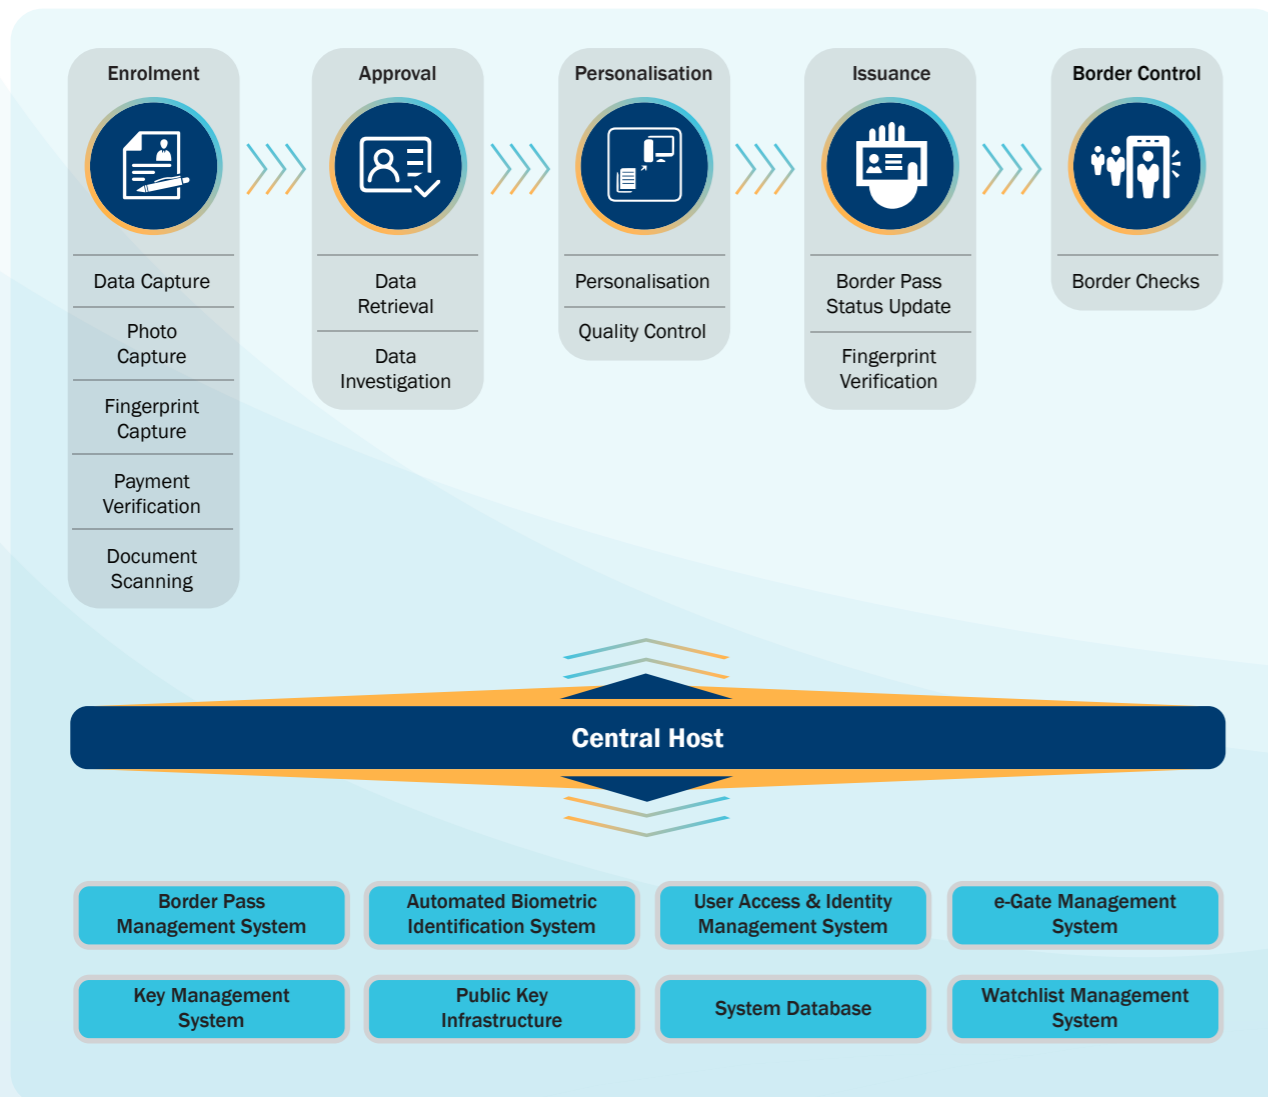 Enrolment
Data Capture
Photo
Capture
Fingerprint
Capture
Payment
Verification
Document
Scanning
Approval
Data
Retrieval
Data
Investigation
Personalisation
Personalisation
Quality Control
Issuance
Border Pass
Status Update
Fingerprint
Verification
Border Control
Border Checks
Central Host
Border Pass
Management System
Automated Biometric
Identification System
User Access & Identity
Management System
e-Gate Management
System
Key Management
System
Public Key
Infrastructure
System Database
Watchlist Management
System